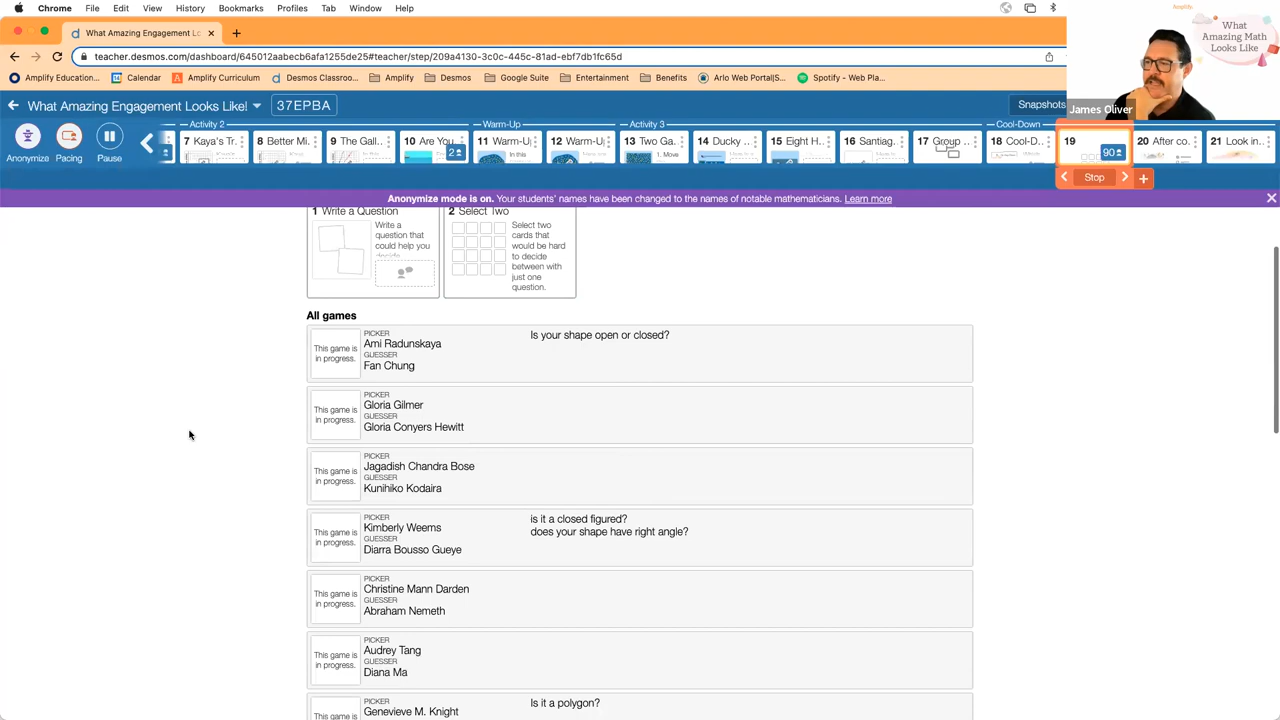 Chrome File Edit View History Bookmarks Profiles Tab Window Help
What Amazing Engagement Lo
teacher.desmos.com/dashboard/645012aabecb6afa1255de25#teacher/step/209a4130-3c0c-445c-81ad-ebf7db1fc65d
Amplify Education... Calendar Amplify Curriculum Desmos Classroo... Amplify Desmos Google Suite Entertainment Benefits Arlo Web Portal|S... Spotify - Web Pla...
Amplify
What
Amazing Math
Looks Like
James Oliver
What Amazing Engagement Looks Like! 37EPBA Snapshots
Activity 2 Warm-Up Activity 3 Cool-Down
Anonymize Pacing Pause
7 Kaya's Tr... 8 Better Mi... 9 The Gall... 10 Are You... 11 Warm-U... 12 Warm-U... 13 Two Ga... 14 Ducky ... 15 Eight H... 16 Santiag... 17 Group ... 18 Cool-D... 19 20 After co... 21 Look in...
2 In this 1. Move 90
Stop +
Anonymize mode is on. Your students' names have been changed to the names of notable mathematicians. Learn more
1 Write a Question
Write a
question that
could help you
2 Select Two
Select two
cards that
would be hard
to decide
between with
just one
question.
All games
This game is
in progress.
PICKER
Ami Radunskaya
GUESSER
Fan Chung
Is your shape open or closed?
This game is
in progress.
PICKER
Gloria Gilmer
GUESSER
Gloria Conyers Hewitt
This game is
in progress.
PICKER
Jagadish Chandra Bose
GUESSER
Kunihiko Kodaira
This game is
in progress.
PICKER
Kimberly Weems
GUESSER
Diarra Bousso Gueye
is it a closed figured?
does your shape have right angle?
This game is
in progress.
PICKER
Christine Mann Darden
GUESSER
Abraham Nemeth
This game is
in progress.
PICKER
Audrey Tang
GUESSER
Diana Ma
This game is
PICKER
Genevieve M. Knight
Is it a polygon?